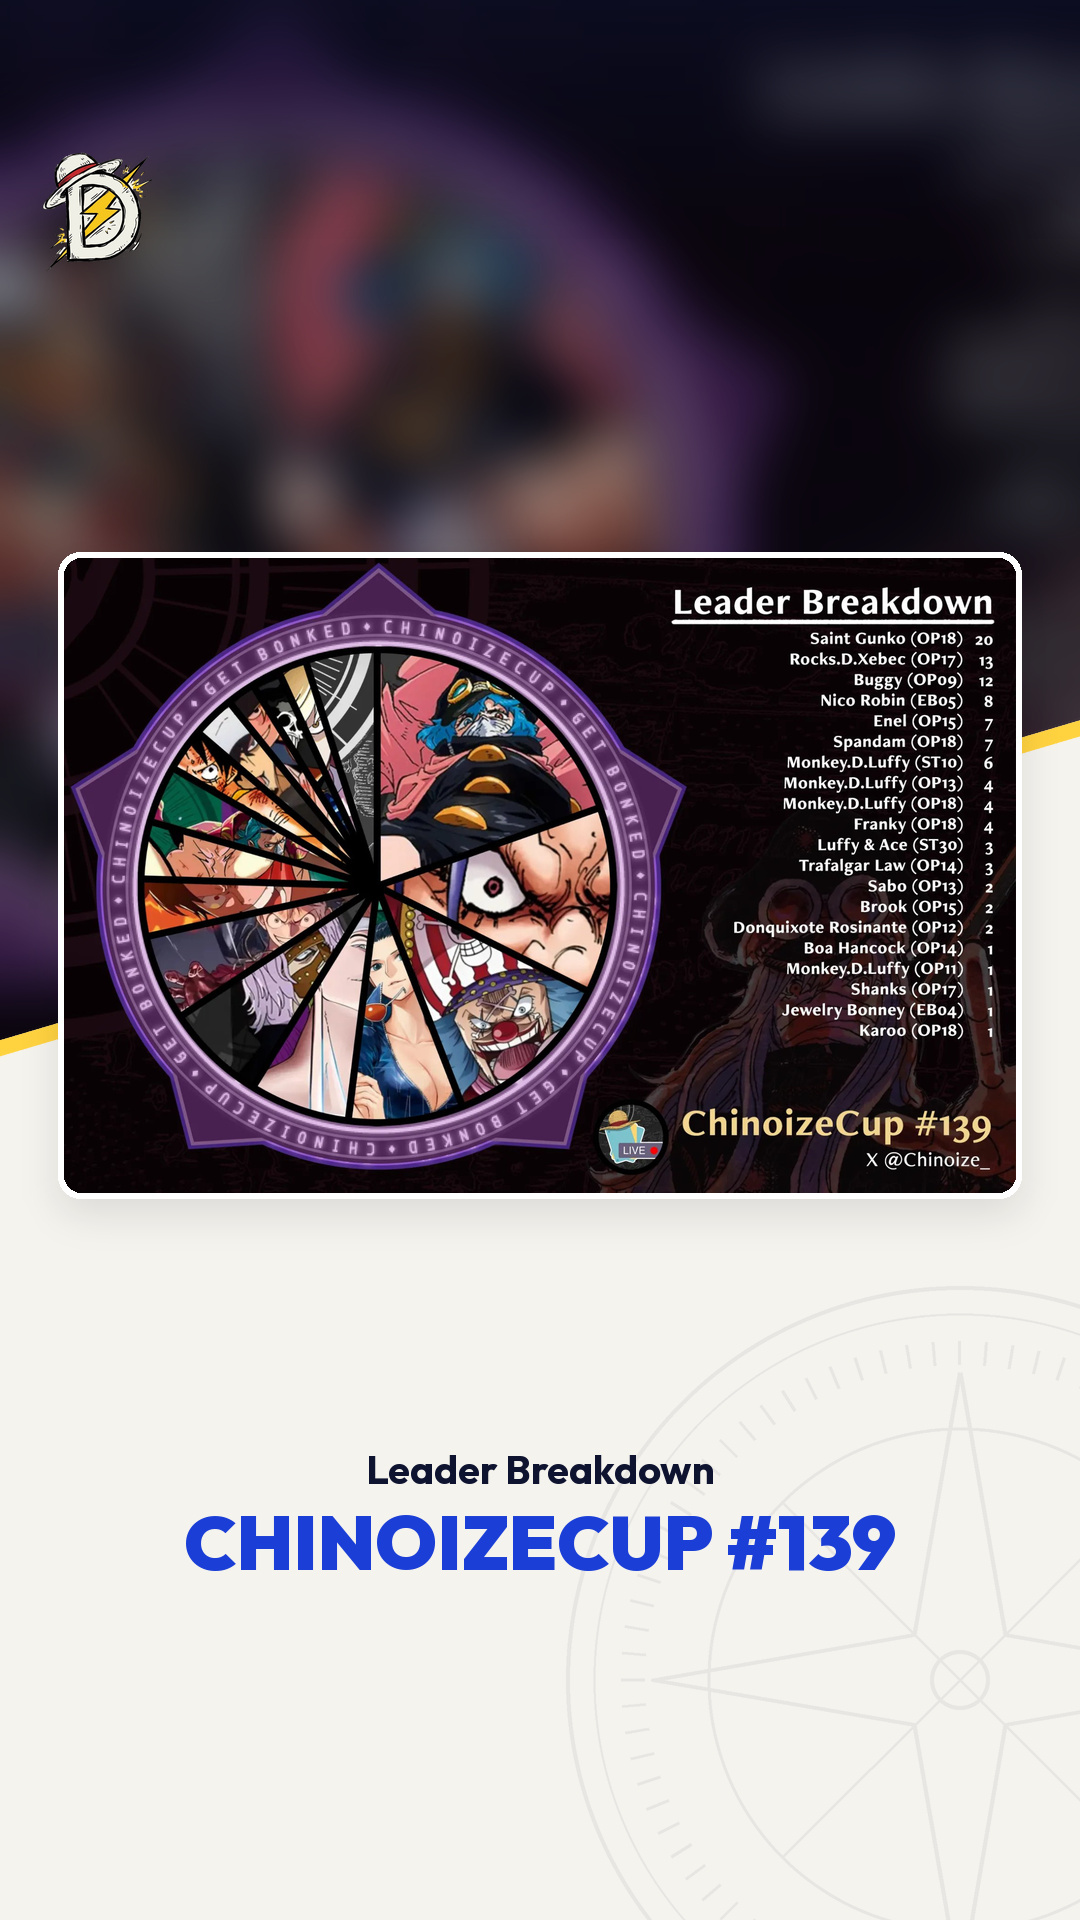 D
CHINOIZECUP ♦ GET BONKED ♦ CHINOIZECUP ♦ GET BONKED ♦ CHINOIZECUP ♦ GET BONKED ♦ CHINOIZECUP ♦ GET BONKED ♦
Leader Breakdown
Saint Gunko (OP18) 20
Rocks.D.Xebec (OP17) 13
Buggy (OP09) 12
Nico Robin (EB05) 8
Enel (OP15) 7
Spandam (OP18) 7
Monkey.D.Luffy (ST10) 6
Monkey.D.Luffy (OP13) 4
Monkey.D.Luffy (OP18) 4
Franky (OP18) 4
Luffy & Ace (ST30) 3
Trafalgar Law (OP14) 3
Sabo (OP13) 2
Brook (OP15) 2
Donquixote Rosinante (OP12) 2
Boa Hancock (OP14) 1
Monkey.D.Luffy (OP11) 1
Shanks (OP17) 1
Jewelry Bonney (EB04) 1
Karoo (OP18) 1
LIVE
ChinoizeCup #139
X @Chinoize_
Leader Breakdown
CHINOIZECUP #139